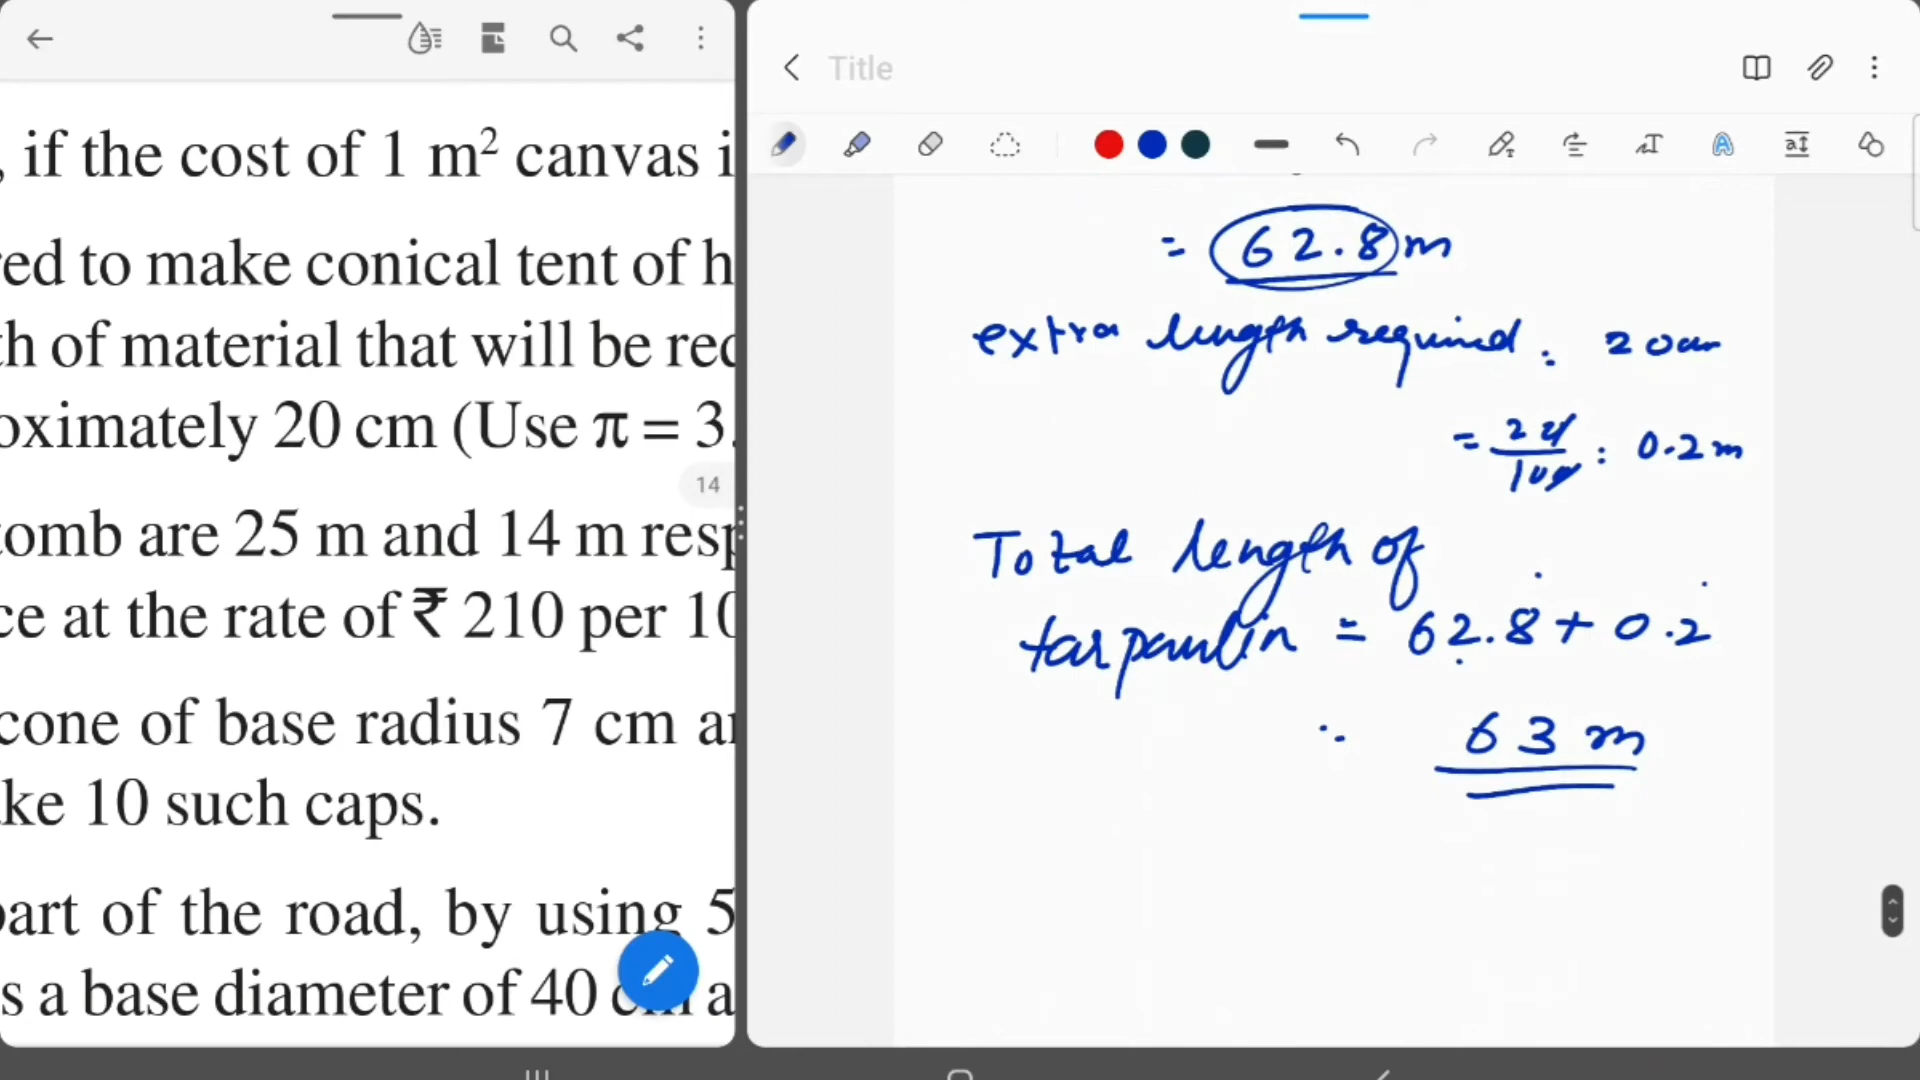 , if the cost of 1 m² canvas i
ed to make conical tent of h
th of material that will be rec
oximately 20 cm (Use π = 3.
14
tomb are 25 m and 14 m resp
ce at the rate of ₹ 210 per 10
cone of base radius 7 cm a
ke 10 such caps.
part of the road, by using 5
s a base diameter of 40 cm a
Title
= 62.8 m
extra length required = 20cm
= 20/100 = 0.2 m
Total length of
tarpaulin = 62.8 + 0.2
= 63 m